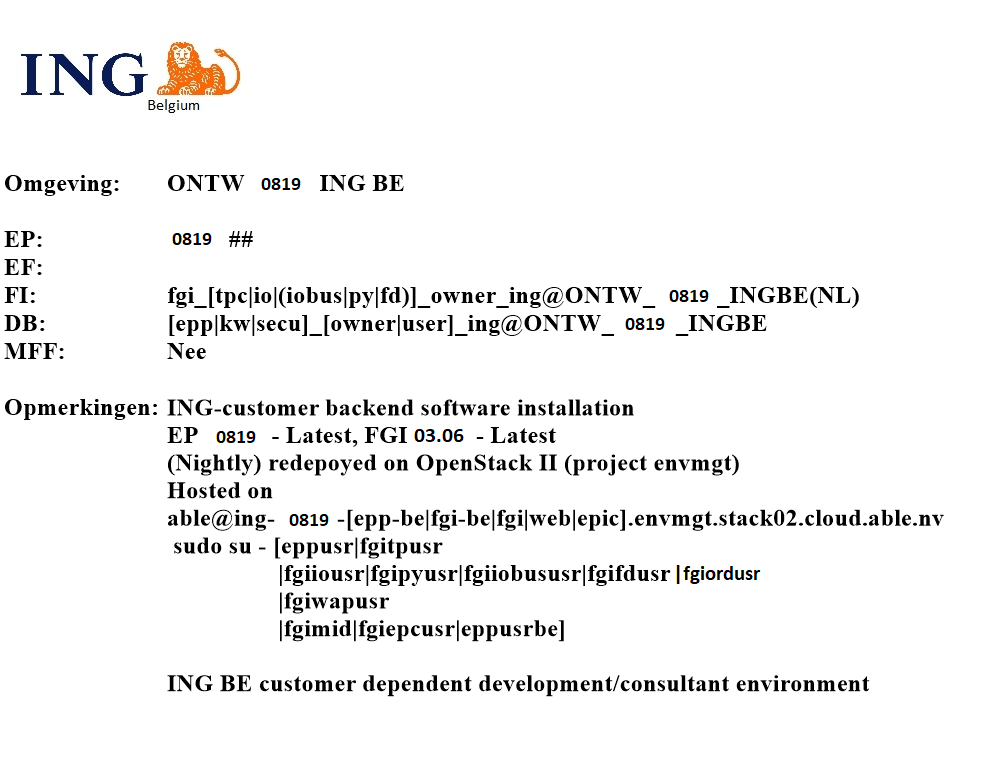 ING
Belgium
Omgeving: ONTW 0819 ING BE
EP: 0819 ##
EF:
FI: fgi_[tpc|io|(iobus|py|fd)]_owner_ing@ONTW_ 0819 _INGBE(NL)
DB: [epp|kw|secu]_[owner|user]_ing@ONTW_ 0819 _INGBE
MFF: Nee
Opmerkingen: ING-customer backend software installation
EP 0819 - Latest, FGI 03.06 - Latest
(Nightly) redepoyed on OpenStack II (project envmgt)
Hosted on
able@ing- 0819 -[epp-be|fgi-be|fgi|web|epic].envmgt.stack02.cloud.able.nv
sudo su - [eppusr|fgitpusr
|fgiiousr|fgipyusr|fgiiobususr|fgifdusr |fgiordusr
|fgiwapusr
|fgimid|fgiepcusr|eppusrbe]
ING BE customer dependent development/consultant environment